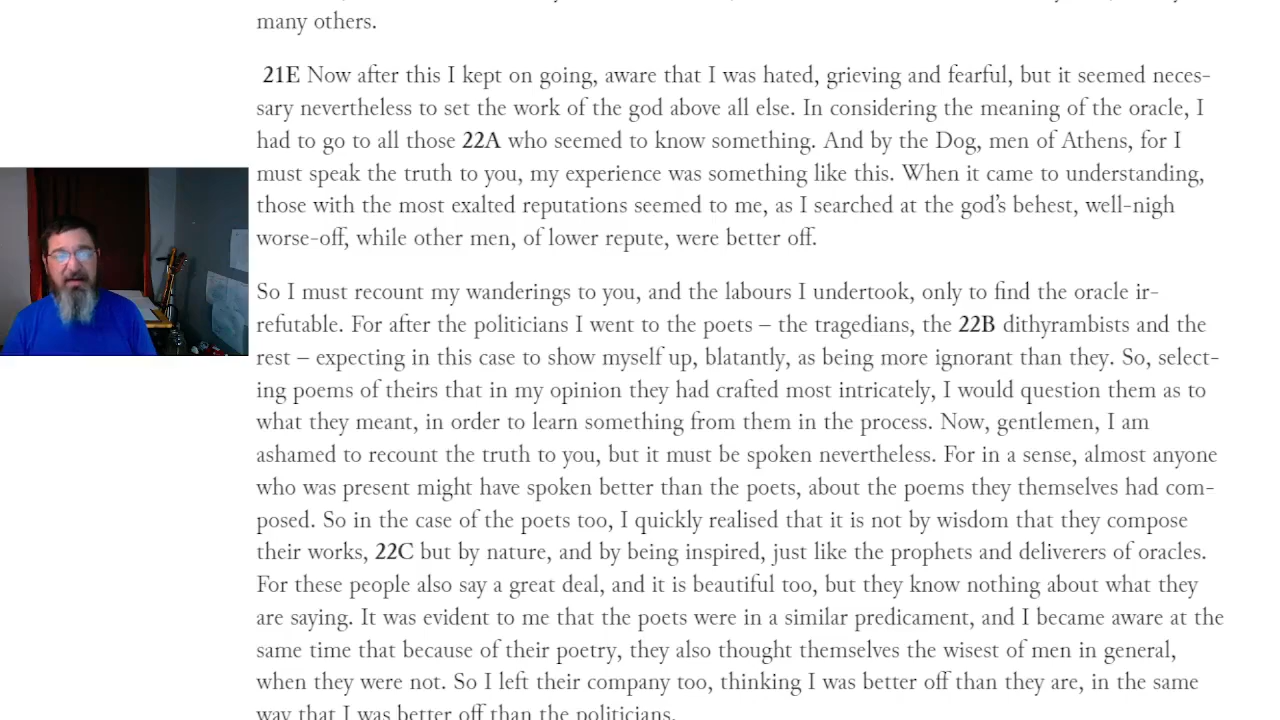 many others.
21E Now after this I kept on going, aware that I was hated, grieving and fearful, but it seemed neces-
sary nevertheless to set the work of the god above all else. In considering the meaning of the oracle, I
had to go to all those 22A who seemed to know something. And by the Dog, men of Athens, for I
must speak the truth to you, my experience was something like this. When it came to understanding,
those with the most exalted reputations seemed to me, as I searched at the god's behest, well-nigh
worse-off, while other men, of lower repute, were better off.
So I must recount my wanderings to you, and the labours I undertook, only to find the oracle ir-
refutable. For after the politicians I went to the poets – the tragedians, the 22B dithyrambists and the
rest – expecting in this case to show myself up, blatantly, as being more ignorant than they. So, select-
ing poems of theirs that in my opinion they had crafted most intricately, I would question them as to
what they meant, in order to learn something from them in the process. Now, gentlemen, I am
ashamed to recount the truth to you, but it must be spoken nevertheless. For in a sense, almost anyone
who was present might have spoken better than the poets, about the poems they themselves had com-
posed. So in the case of the poets too, I quickly realised that it is not by wisdom that they compose
their works, 22C but by nature, and by being inspired, just like the prophets and deliverers of oracles.
For these people also say a great deal, and it is beautiful too, but they know nothing about what they
are saying. It was evident to me that the poets were in a similar predicament, and I became aware at the
same time that because of their poetry, they also thought themselves the wisest of men in general,
when they were not. So I left their company too, thinking I was better off than they are, in the same
way that I was better off than the politicians.